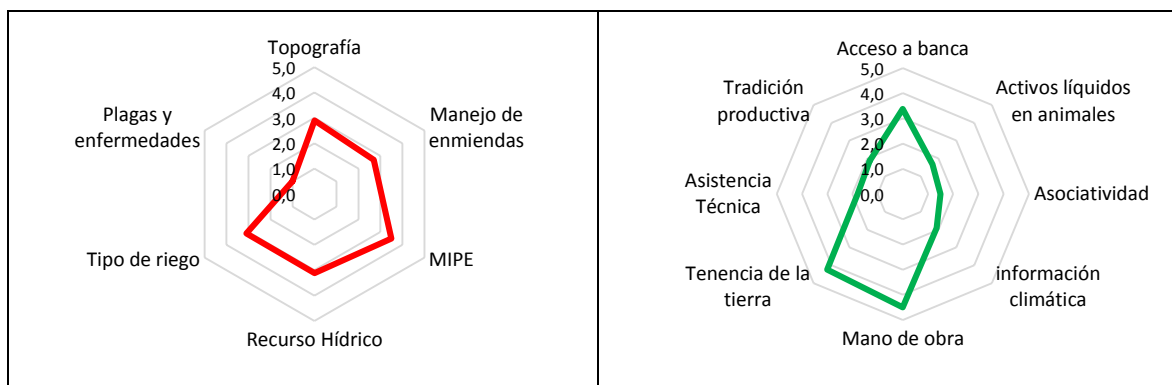 Topografía
5,0
4,0
3,0
2,0
1,0
0,0
Manejo de
enmiendas
MIPE
Recurso Hídrico
Tipo de riego
Plagas y
enfermedades
Acceso a banca
5,0
4,0
3,0
2,0
1,0
0,0
Activos líquidos
en animales
Asociatividad
información
climática
Mano de obra
Tenencia de la
tierra
Asistencia
Técnica
Tradición
productiva